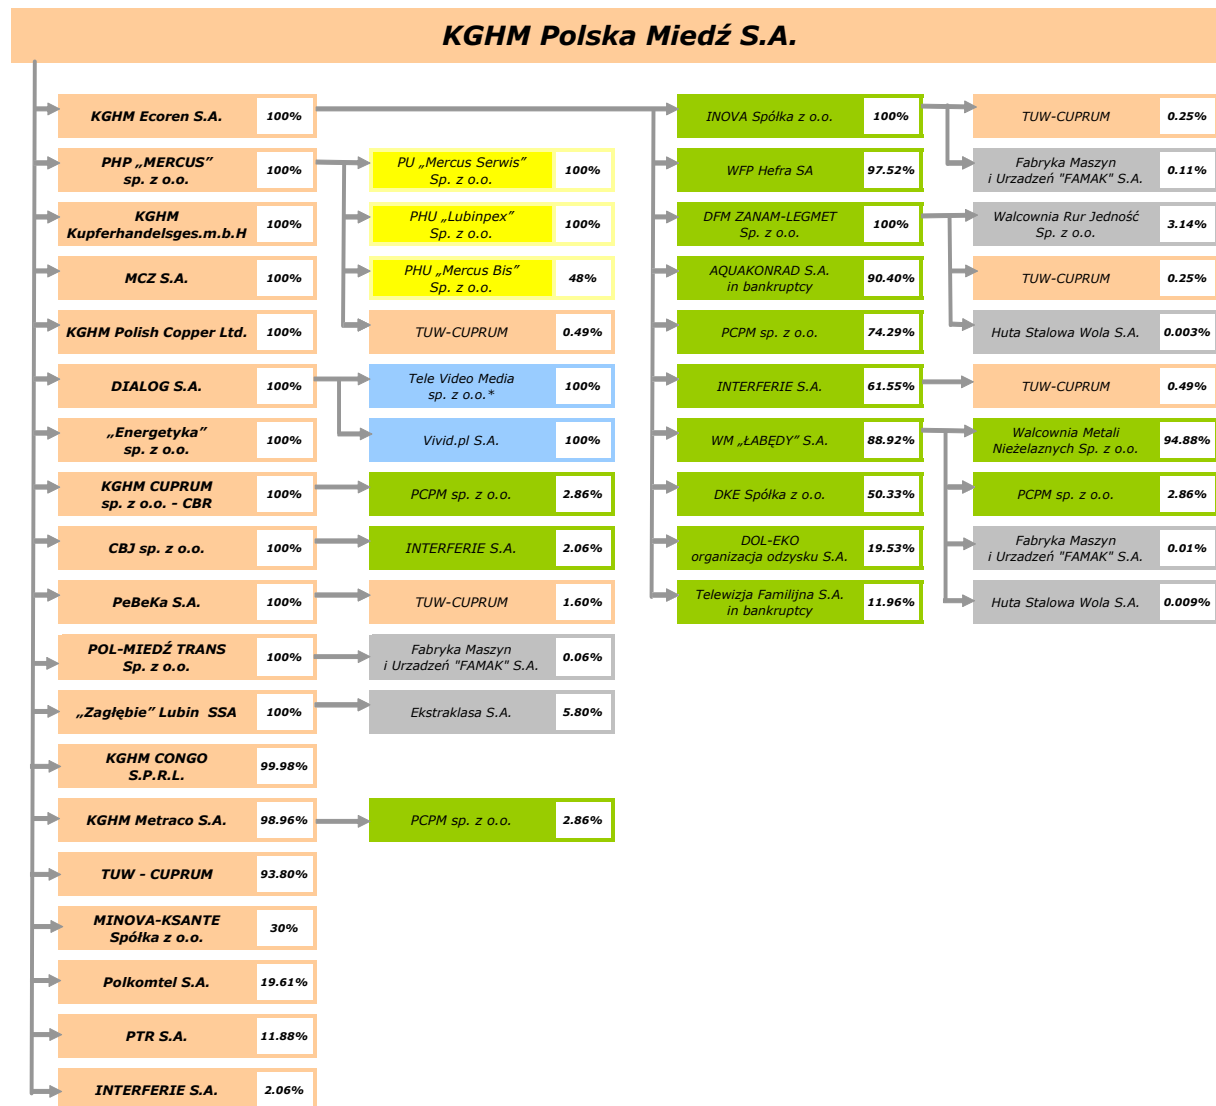 KGHM Polska Miedź S.A.
KGHM Ecoren S.A. 100%
INOVA Spółka z o.o. 100%
TUW-CUPRUM 0.25%
PHP „MERCUS”
sp. z o.o. 100%
PU „Mercus Serwis”
Sp. z o.o. 100%
WFP Hefra SA 97.52%
Fabryka Maszyn
i Urzadzeń "FAMAK" S.A. 0.11%
KGHM
Kupferhandelsges.m.b.H 100%
PHU „Lubinpex”
Sp. z o.o. 100%
DFM ZANAM-LEGMET
Sp. z o.o. 100%
Walcownia Rur Jedność
Sp. z o.o. 3.14%
MCZ S.A. 100%
PHU „Mercus Bis”
Sp. z o.o. 48%
AQUAKONRAD S.A.
in bankruptcy 90.40%
TUW-CUPRUM 0.25%
KGHM Polish Copper Ltd. 100%
TUW-CUPRUM 0.49%
PCPM sp. z o.o. 74.29%
Huta Stalowa Wola S.A. 0.003%
DIALOG S.A. 100%
Tele Video Media
sp. z o.o.* 100%
INTERFERIE S.A. 61.55%
TUW-CUPRUM 0.49%
„Energetyka”
sp. z o.o. 100%
Vivid.pl S.A. 100%
WM „ŁABĘDY” S.A. 88.92%
Walcownia Metali
Nieżelaznych Sp. z o.o. 94.88%
KGHM CUPRUM
sp. z o.o. - CBR 100%
PCPM sp. z o.o. 2.86%
DKE Spółka z o.o. 50.33%
PCPM sp. z o.o. 2.86%
CBJ sp. z o.o. 100%
INTERFERIE S.A. 2.06%
DOL-EKO
organizacja odzysku S.A. 19.53%
Fabryka Maszyn
i Urzadzeń "FAMAK" S.A. 0.01%
PeBeKa S.A. 100%
TUW-CUPRUM 1.60%
Telewizja Familijna S.A.
in bankruptcy 11.96%
Huta Stalowa Wola S.A. 0.009%
POL-MIEDŹ TRANS
Sp. z o.o. 100%
Fabryka Maszyn
i Urzadzeń "FAMAK" S.A. 0.06%
„Zagłębie” Lubin SSA 100%
Ekstraklasa S.A. 5.80%
KGHM CONGO
S.P.R.L. 99.98%
KGHM Metraco S.A. 98.96%
PCPM sp. z o.o. 2.86%
TUW - CUPRUM 93.80%
MINOVA-KSANTE
Spółka z o.o. 30%
Polkomtel S.A. 19.61%
PTR S.A. 11.88%
INTERFERIE S.A. 2.06%